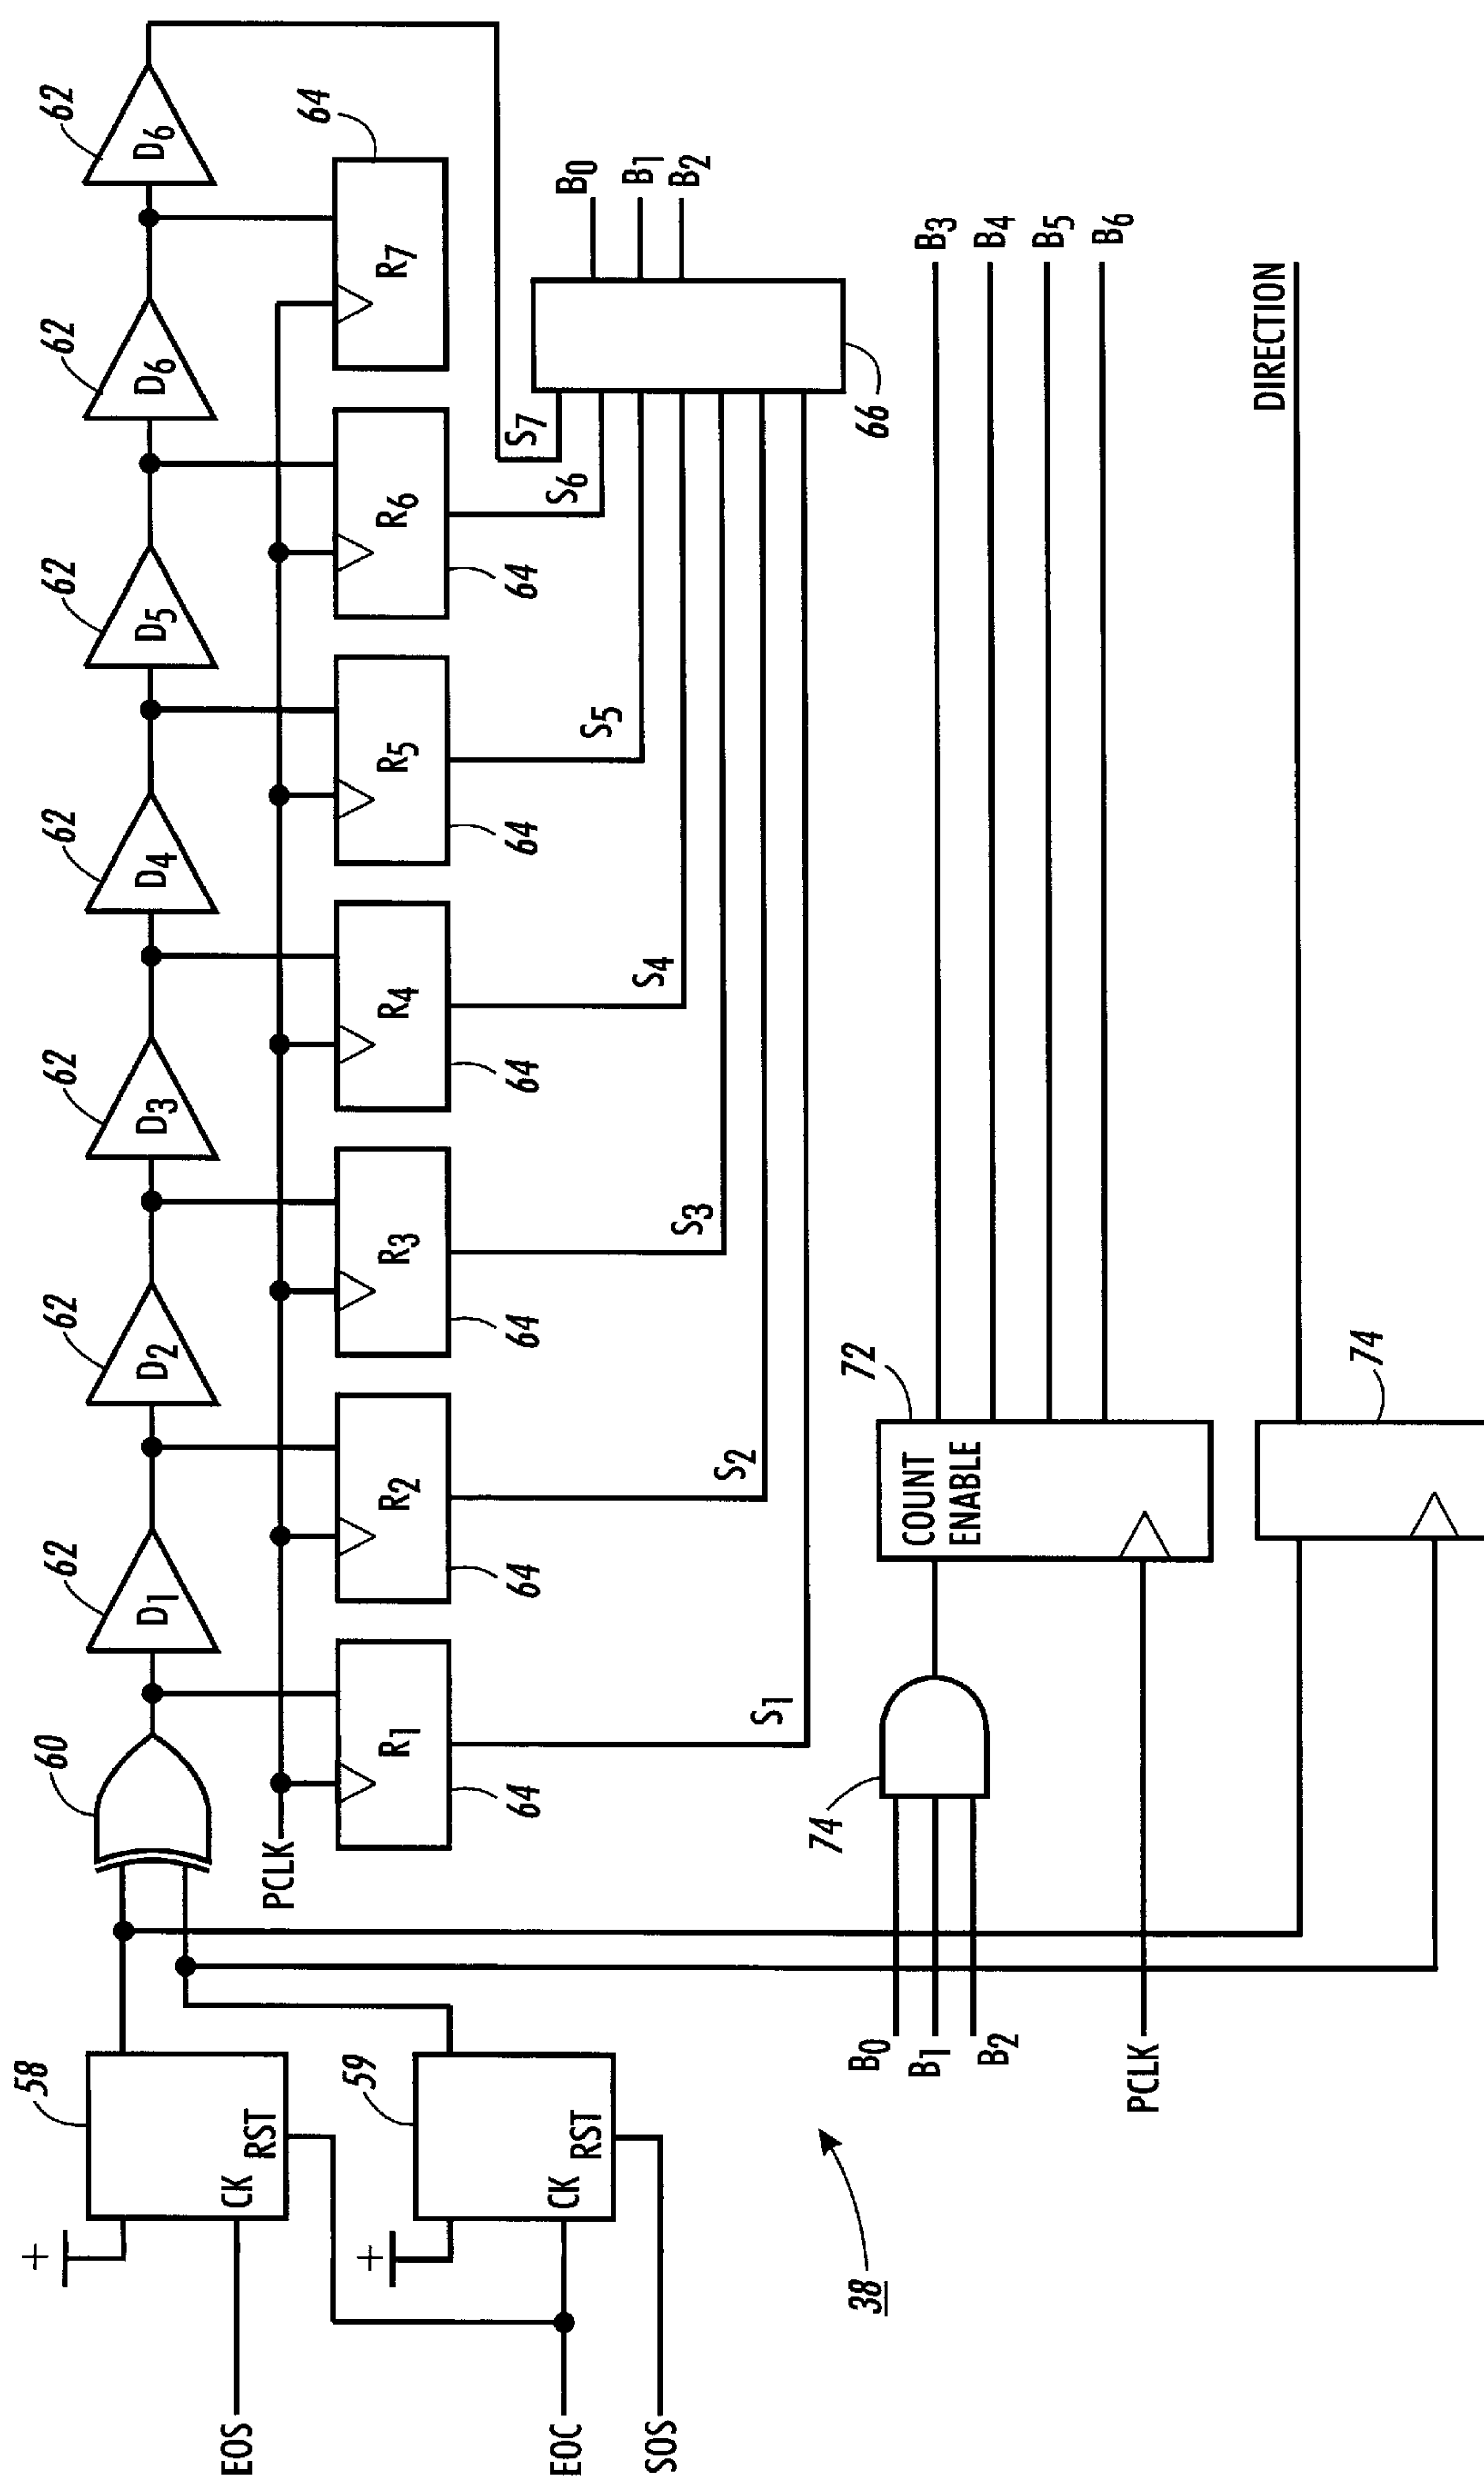 58
60
62
62
62
62
62
62
62
D1
D2
D3
D4
D5
D6
D6
+
CK
RST
EOS
PCLK
R1
R2
R3
R4
R5
R6
R7
64
64
64
64
64
64
64
59
+
CK
RST
EOC
SOS
S1
S2
S3
S4
S5
S6
S7
B0
B1
B2
66
38
B0
B1
B2
74
PCLK
COUNT
ENABLE
72
B3
B4
B5
B6
DIRECTION
74